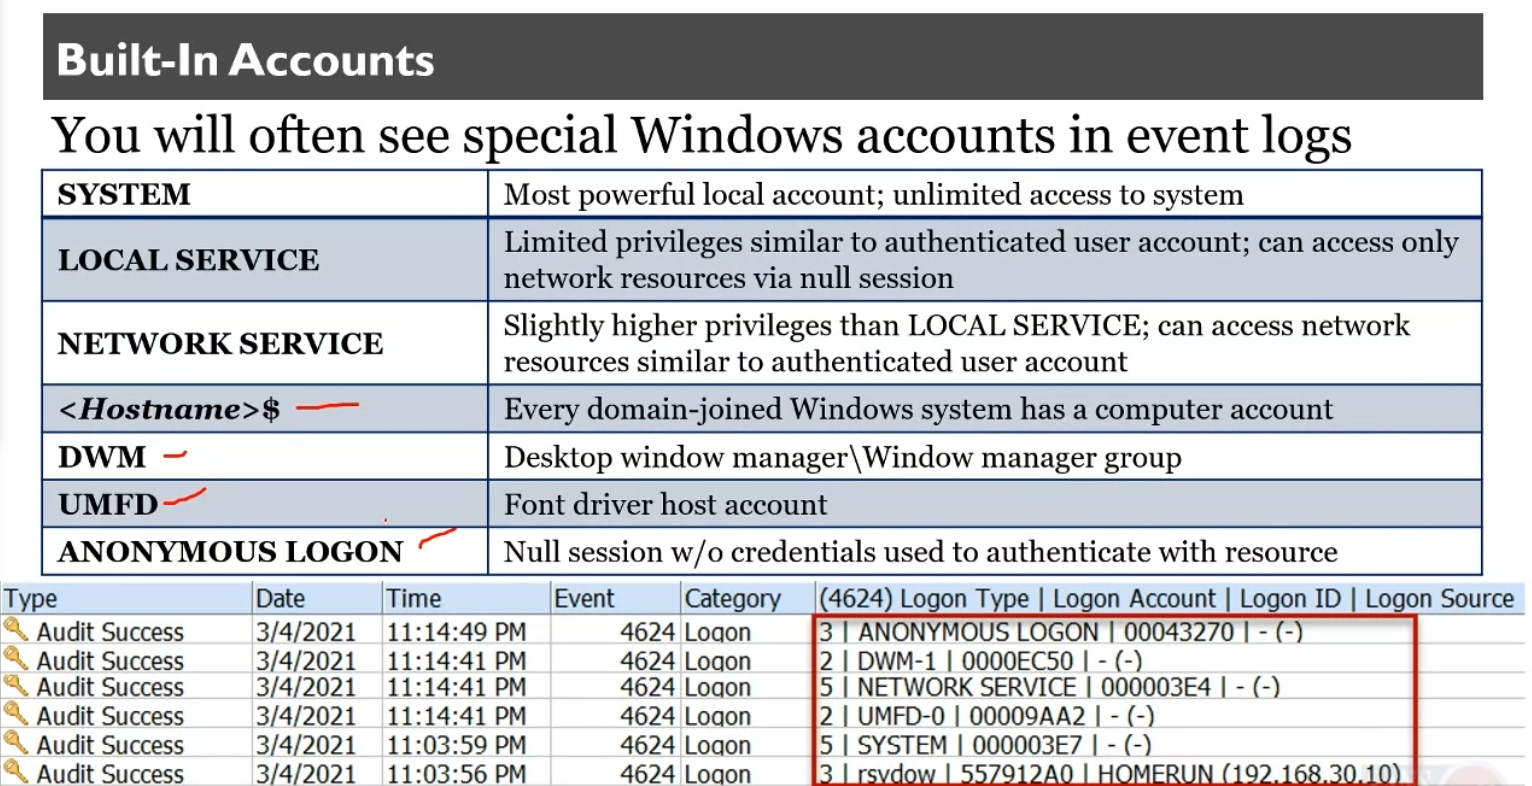 Built-In Accounts
You will often see special Windows accounts in event logs
SYSTEM Most powerful local account; unlimited access to system
LOCAL SERVICE Limited privileges similar to authenticated user account; can access only
network resources via null session
NETWORK SERVICE Slightly higher privileges than LOCAL SERVICE; can access network
resources similar to authenticated user account
<Hostname>$ Every domain-joined Windows system has a computer account
DWM Desktop window manager\Window manager group
UMFD Font driver host account
ANONYMOUS LOGON Null session w/o credentials used to authenticate with resource
Type Date Time Event Category (4624) Logon Type | Logon Account | Logon ID | Logon Source
Audit Success 3/4/2021 11:14:49 PM 4624 Logon 3 | ANONYMOUS LOGON | 00043270 | - (-)
Audit Success 3/4/2021 11:14:41 PM 4624 Logon 2 | DWM-1 | 0000EC50 | - (-)
Audit Success 3/4/2021 11:14:41 PM 4624 Logon 5 | NETWORK SERVICE | 000003E4 | - (-)
Audit Success 3/4/2021 11:14:41 PM 4624 Logon 2 | UMFD-0 | 00009AA2 | - (-)
Audit Success 3/4/2021 11:03:59 PM 4624 Logon 5 | SYSTEM | 000003E7 | - (-)
Audit Success 3/4/2021 11:03:56 PM 4624 Logon 3 | rsydow | 557912A0 | HOMERUN (192.168.30.10)